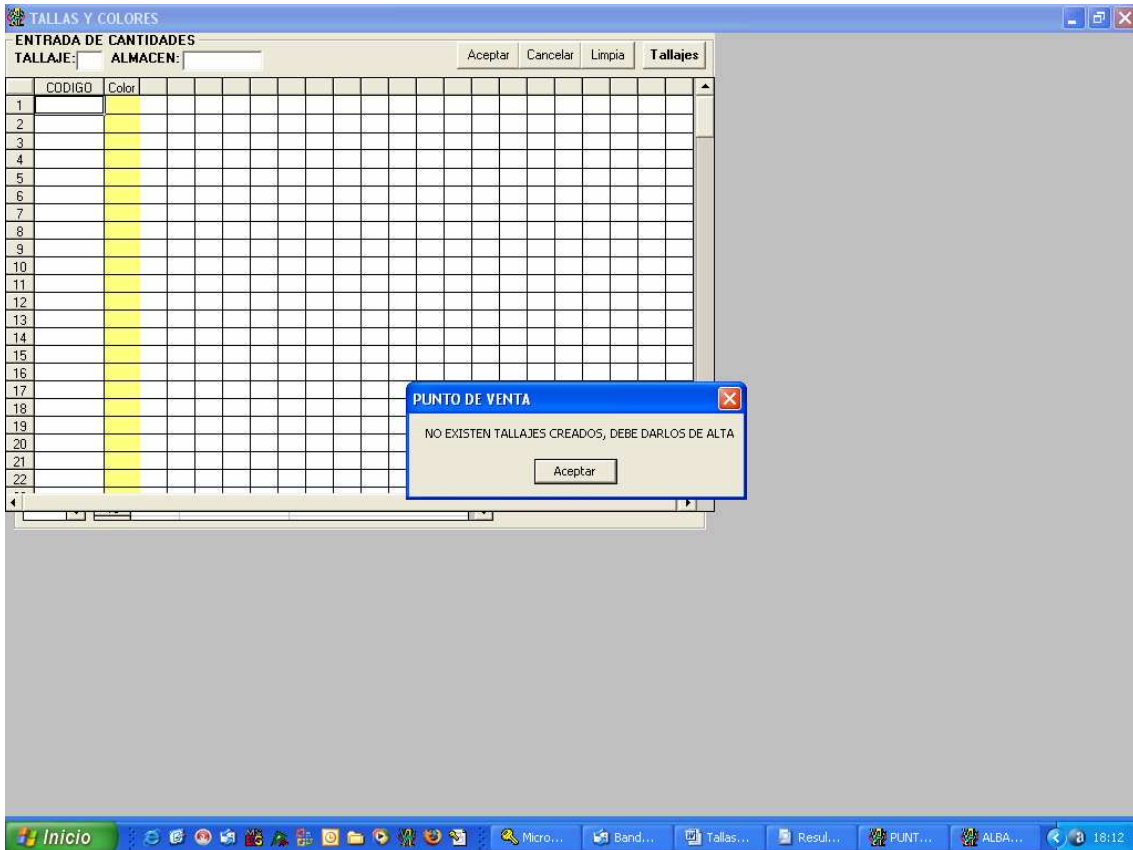 TALLAS Y COLORES
ENTRADA DE CANTIDADES
TALLAJE: ALMACEN: Aceptar Cancelar Limpia Tallajes
CODIGO Color
1
2
3
4
5
6
7
8
9
10
11
12
13
14
15
16
17
18
19
20
21
22
PUNTO DE VENTA
NO EXISTEN TALLAJES CREADOS, DEBE DARLOS DE ALTA
Aceptar
Inicio Micro... Band... Tallas... Resul... PUNT... ALBA... 18:12